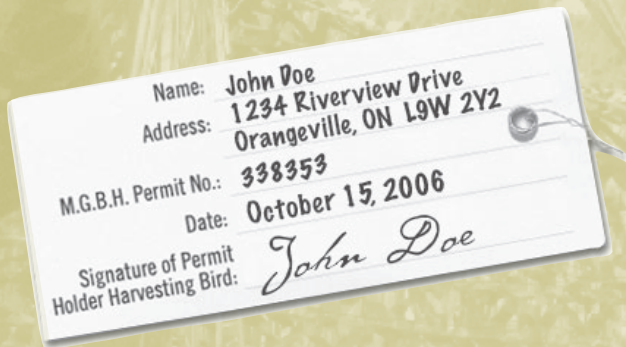 Name: John Doe
Address: 1234 Riverview Drive
Orangeville, ON L9W 2Y2
M.G.B.H. Permit No.: 338353
Date: October 15, 2006
Signature of Permit
Holder Harvesting Bird: John Doe